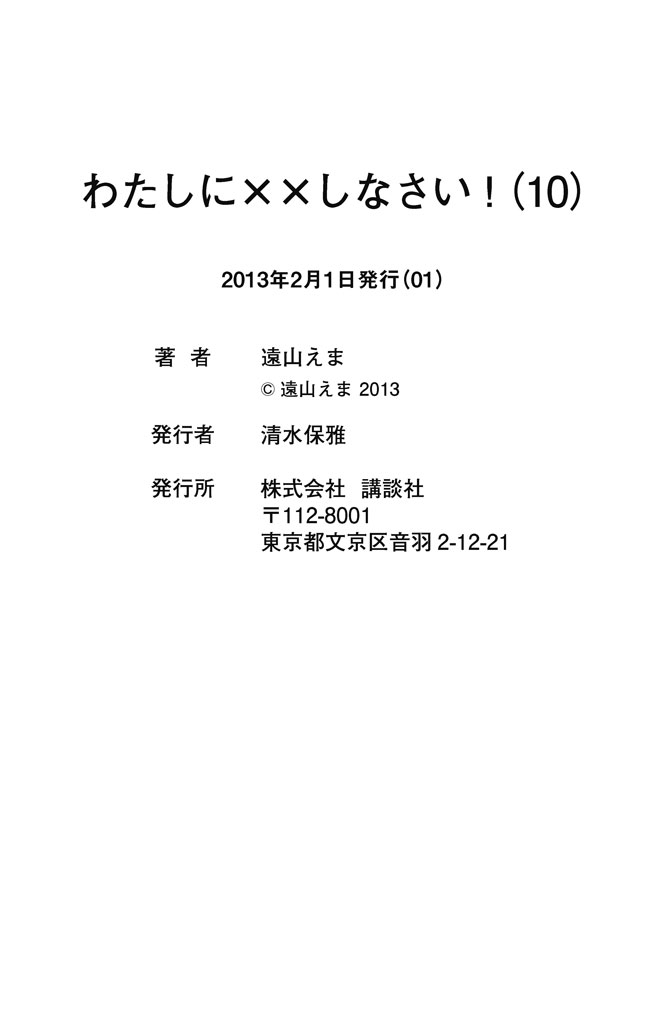 わたしに××しなさい！（10）
2013年2月1日発行（01）
著 者 遠山えま
© 遠山えま 2013
発行者 清水保雅
発行所 株式会社 講談社
〒112-8001
東京都文京区音羽 2-12-21